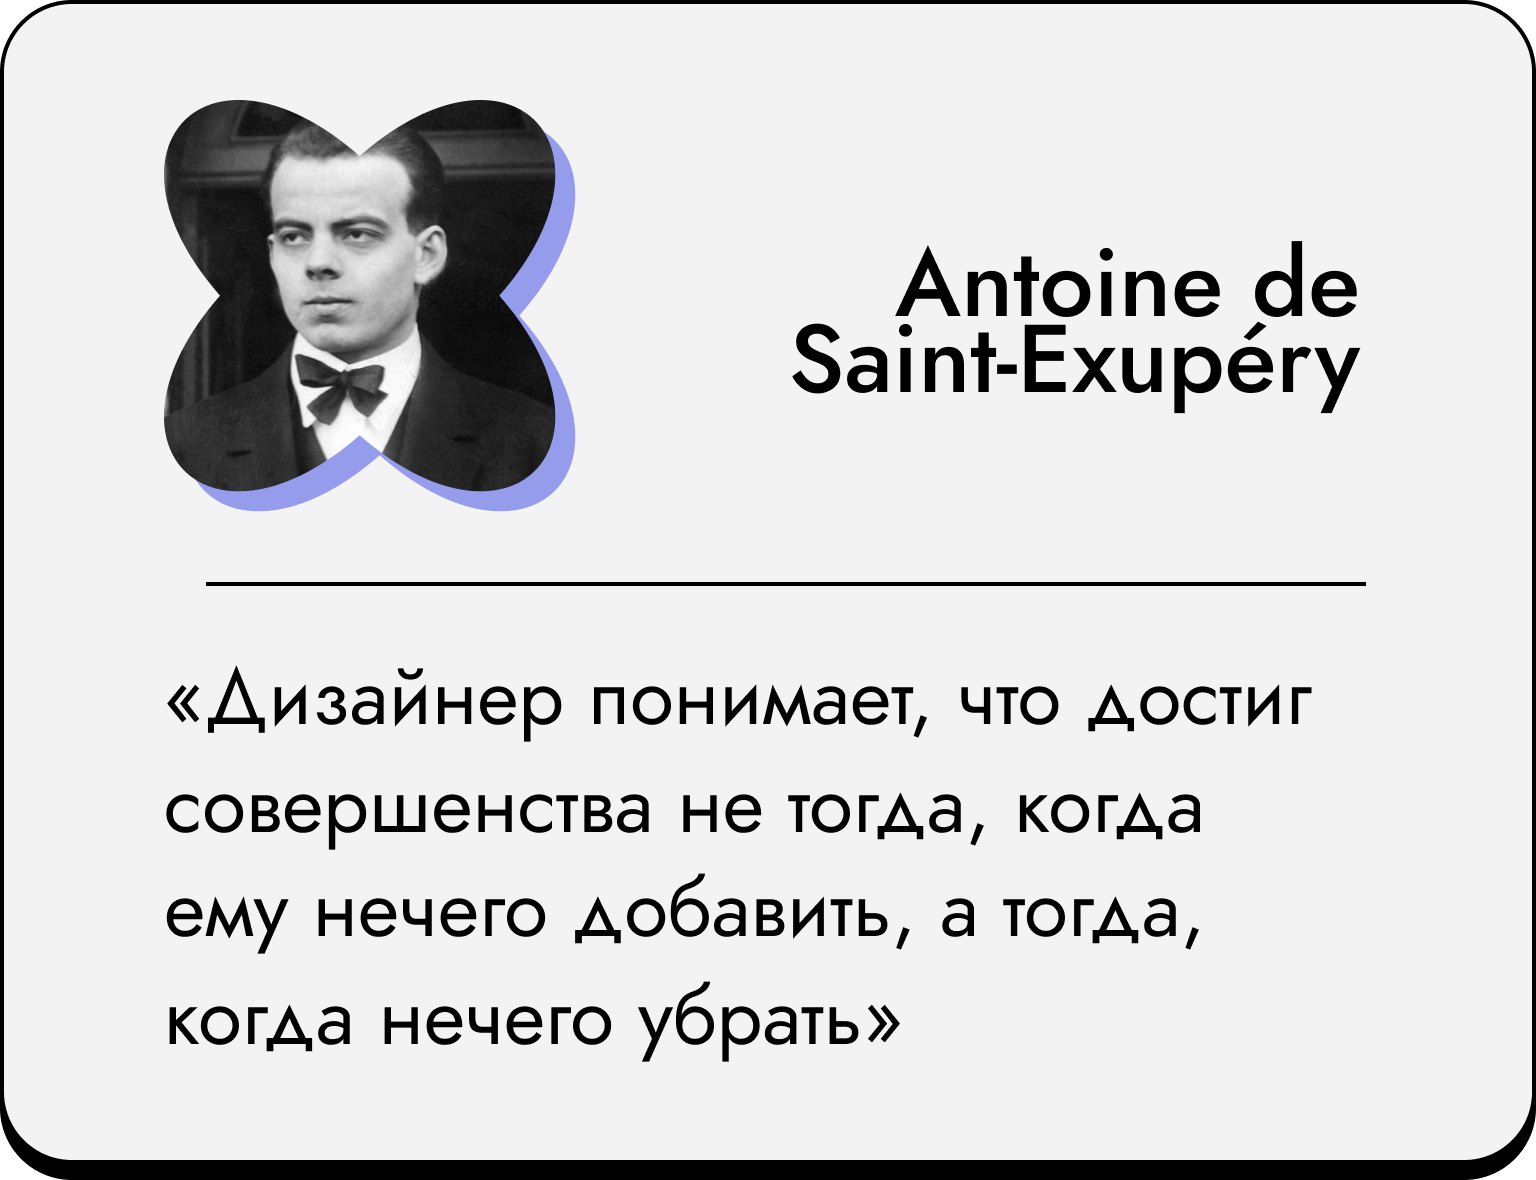 Antoine de
Saint-Exupéry
«Дизайнер понимает, что достиг
совершенства не тогда, когда
ему нечего добавить, а тогда,
когда нечего убрать»